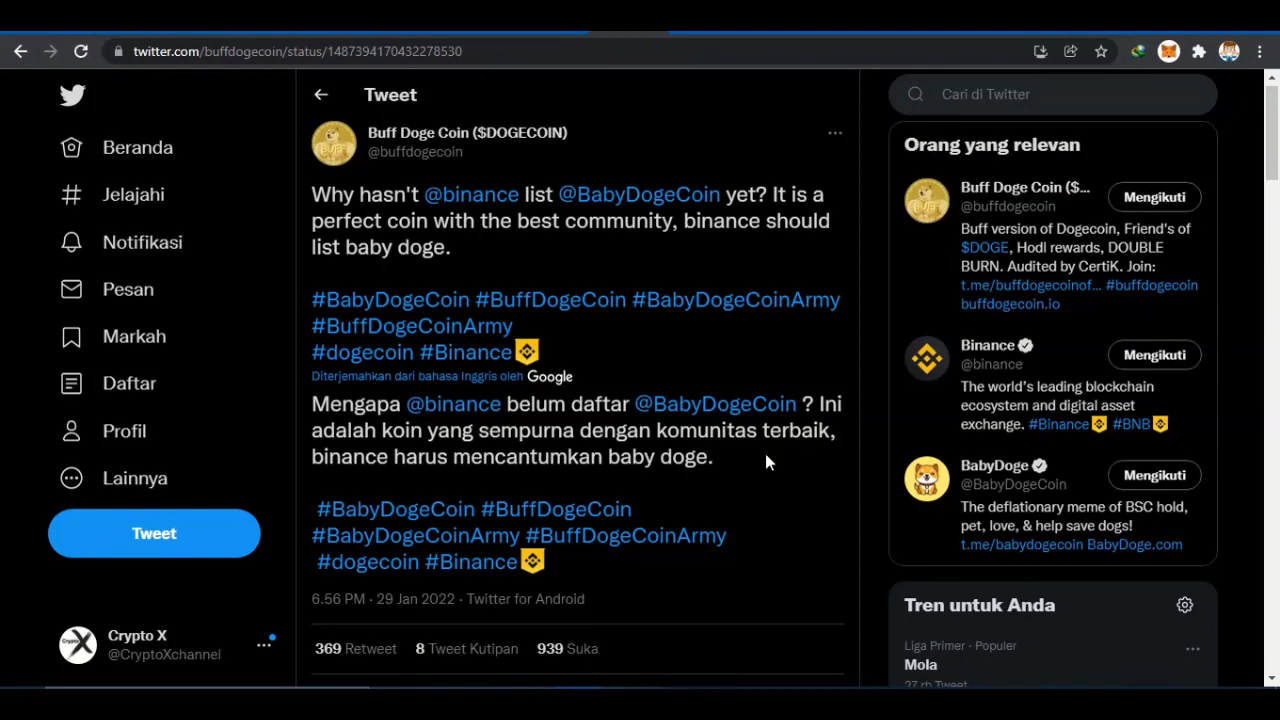 twitter.com/buffdogecoin/status/1487394170432278530
Beranda
Jelajahi
Notifikasi
Pesan
Markah
Daftar
Profil
Lainnya
Tweet
Crypto X
@CryptoXchannel
Tweet
Buff Doge Coin ($DOGECOIN)
@buffdogecoin
Why hasn't @binance list @BabyDogeCoin yet? It is a
perfect coin with the best community, binance should
list baby doge.
#BabyDogeCoin #BuffDogeCoin #BabyDogeCoinArmy
#BuffDogeCoinArmy
#dogecoin #Binance
Diterjemahkan dari bahasa Inggris oleh Google
Mengapa @binance belum daftar @BabyDogeCoin ? Ini
adalah koin yang sempurna dengan komunitas terbaik,
binance harus mencantumkan baby doge.
#BabyDogeCoin #BuffDogeCoin
#BabyDogeCoinArmy #BuffDogeCoinArmy
#dogecoin #Binance
6.56 PM · 29 Jan 2022 · Twitter for Android
369 Retweet 8 Tweet Kutipan 939 Suka
Cari di Twitter
Orang yang relevan
Buff Doge Coin ($...
@buffdogecoin
Mengikuti
Buff version of Dogecoin, Friend's of
$DOGE, Hodl rewards, DOUBLE
BURN. Audited by CertiK. Join:
t.me/buffdogecoinof... #buffdogecoin
buffdogecoin.io
Binance
@binance
Mengikuti
The world's leading blockchain
ecosystem and digital asset
exchange. #Binance #BNB
BabyDoge
@BabyDogeCoin
Mengikuti
The deflationary meme of BSC hold,
pet, love, & help save dogs!
t.me/babydogecoin BabyDoge.com
Tren untuk Anda
Liga Primer · Populer
Mola
27 rb Tweet